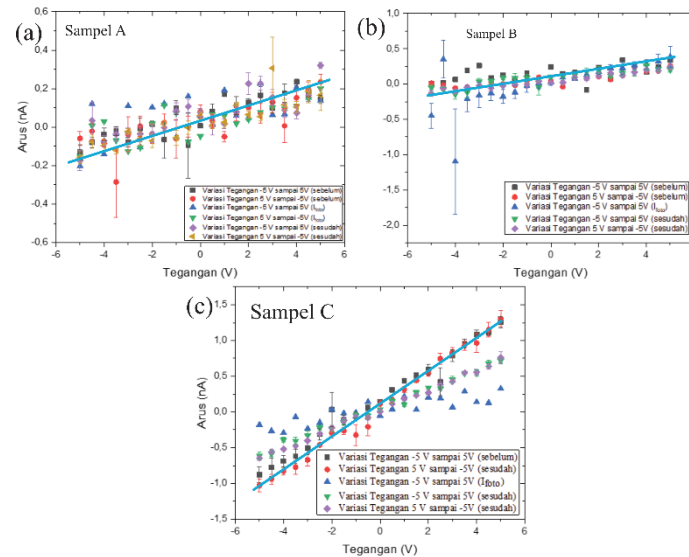 (a)
Sampel A
0,6
0,4
0,2
0,0
-0,2
-0,4
-0,6
Arus (nA)
Variasi Tegangan -5 V sampai 5V (sebelum)
Variasi Tegangan 5 V sampai -5V (sebelum)
Variasi Tegangan -5 V sampai 5V (Ifoto)
Variasi Tegangan 5 V sampai 5V (Ifoto)
Variasi Tegangan -5 V sampai 5V (sesudah)
Variasi Tegangan 5 V sampai -5V (sesudah)
-6 -4 -2 0 2 4 6
Tegangan (V)
(b)
Sampel B
1,0
0,5
0,0
-0,5
-1,0
-1,5
-2,0
Arus (nA)
Variasi Tegangan -5 V sampai 5V (sebelum)
Variasi Tegangan 5 V sampai -5V (sebelum)
Variasi Tegangan -5 V sampai 5V (Ifoto)
Variasi Tegangan -5 V sampai 5V (sesudah)
Variasi Tegangan 5 V sampai -5V (sesudah)
-6 -4 -2 0 2 4
Tegangan (V)
(c)
Sampel C
1,5
1,0
0,5
0,0
-0,5
-1,0
-1,5
Arus (nA)
Variasi Tegangan -5 V sampai 5V (sebelum)
Variasi Tegangan 5 V sampai -5V (sesudah)
Variasi Tegangan -5 V sampai 5V (Ifoto)
Variasi Tegangan -5 V sampai 5V (sesudah)
Variasi Tegangan 5 V sampai -5V (sesudah)
-6 -4 -2 0 2 4 6
Tegangan (V)